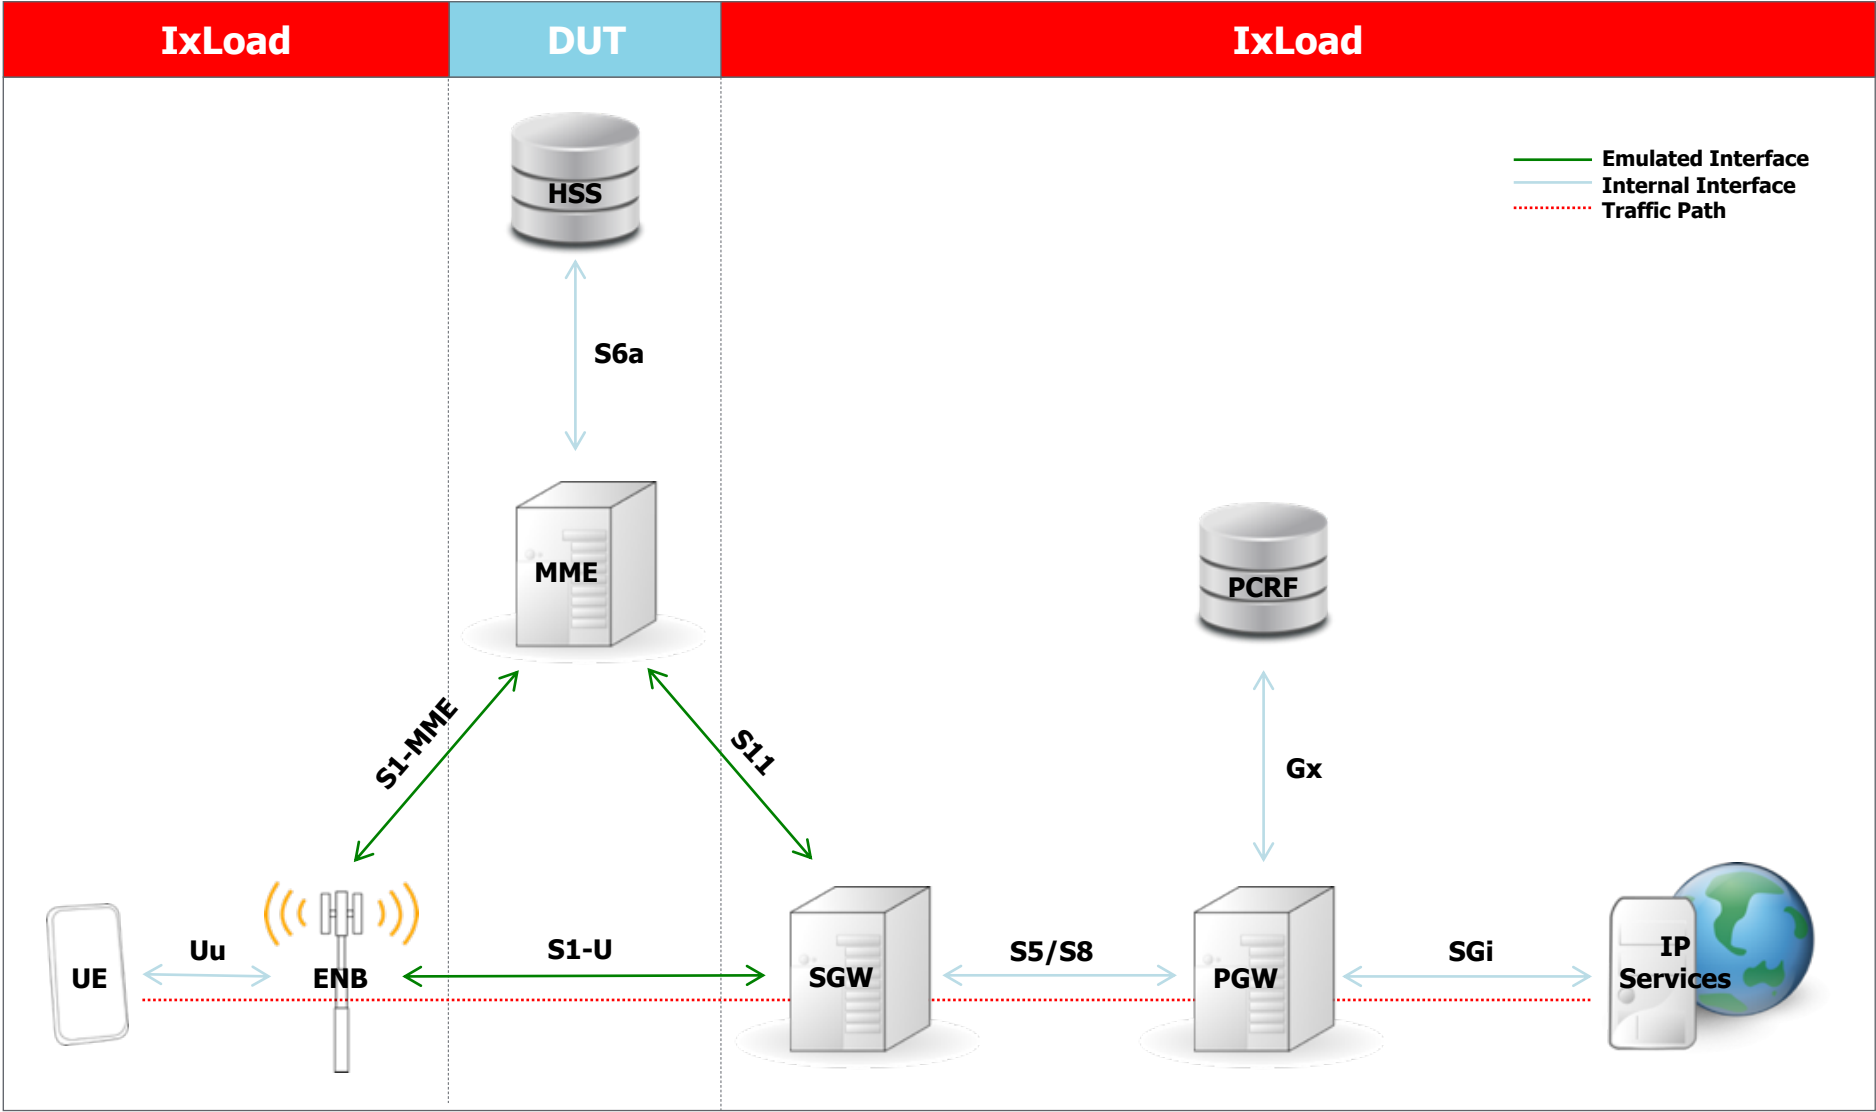 IxLoad
DUT
IxLoad
Emulated Interface
Internal Interface
Traffic Path
HSS
S6a
MME
PCRF
S1-MME
S11
Gx
UE
Uu
ENB
S1-U
SGW
S5/S8
PGW
SGi
IP
Services